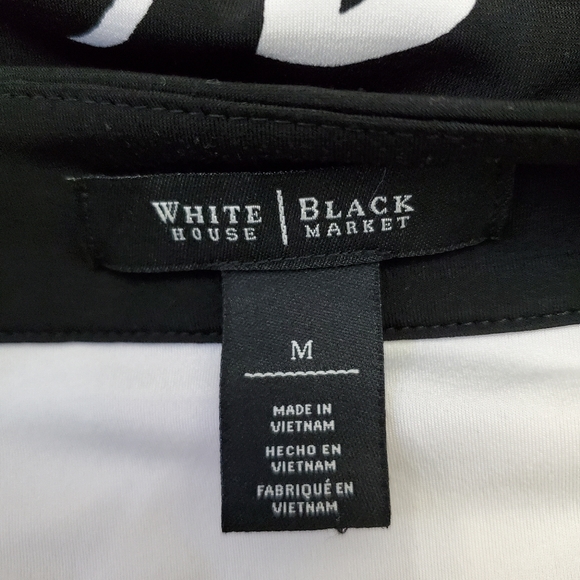 WHITE | BLACK
HOUSE MARKET
M
MADE IN
VIETNAM
HECHO EN
VIETNAM
FABRIQUÉ EN
VIETNAM